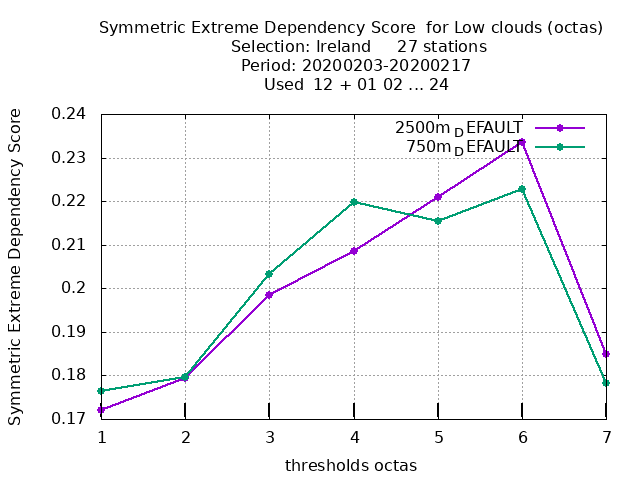 Symmetric Extreme Dependency Score  for Low clouds (octas)
Selection: Ireland     27 stations
Period: 20200203-20200217
Used  12 + 01 02 ... 24
Symmetric Extreme Dependency Score
0.24
0.23
0.22
0.21
0.2
0.19
0.18
0.17
2500m_DEFAULT
750m_DEFAULT
1 2 3 4 5 6 7
thresholds octas